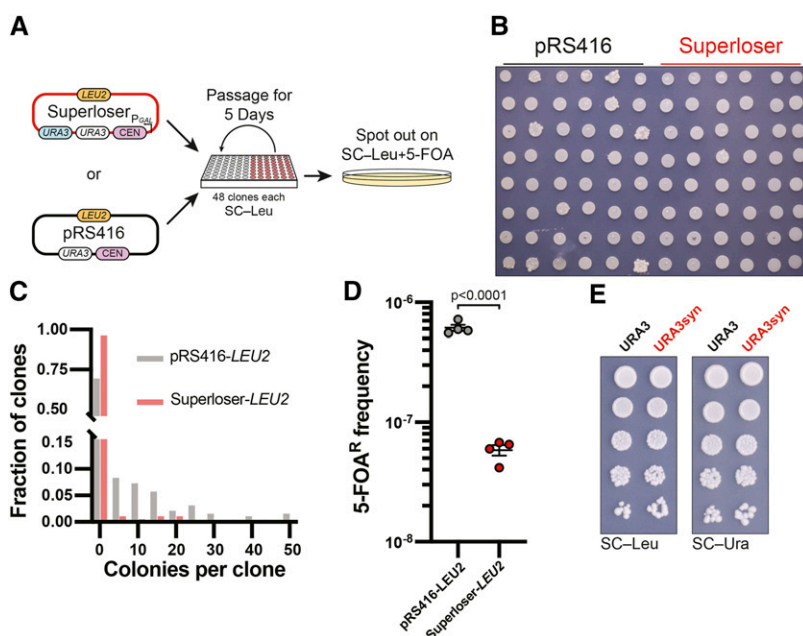 A
LEU2
Superloser
PGAL
URA3 URA3 CEN
or
LEU2
pRS416
URA3 CEN
Passage for
5 Days
48 clones each
SC–Leu
Spot out on
SC–Leu+5-FOA
B
pRS416 Superloser
C
Fraction of clones
1.00
0.75
0.50
0.15
0.10
0.05
0.00
0 10 20 30 40 50
Colonies per clone
pRS416-LEU2
Superloser-LEU2
D
5-FOAR frequency
10-6
10-7
10-8
p<0.0001
pRS416-LEU2
Superloser-LEU2
E
URA3 URA3syn URA3 URA3syn
SC–Leu SC–Ura